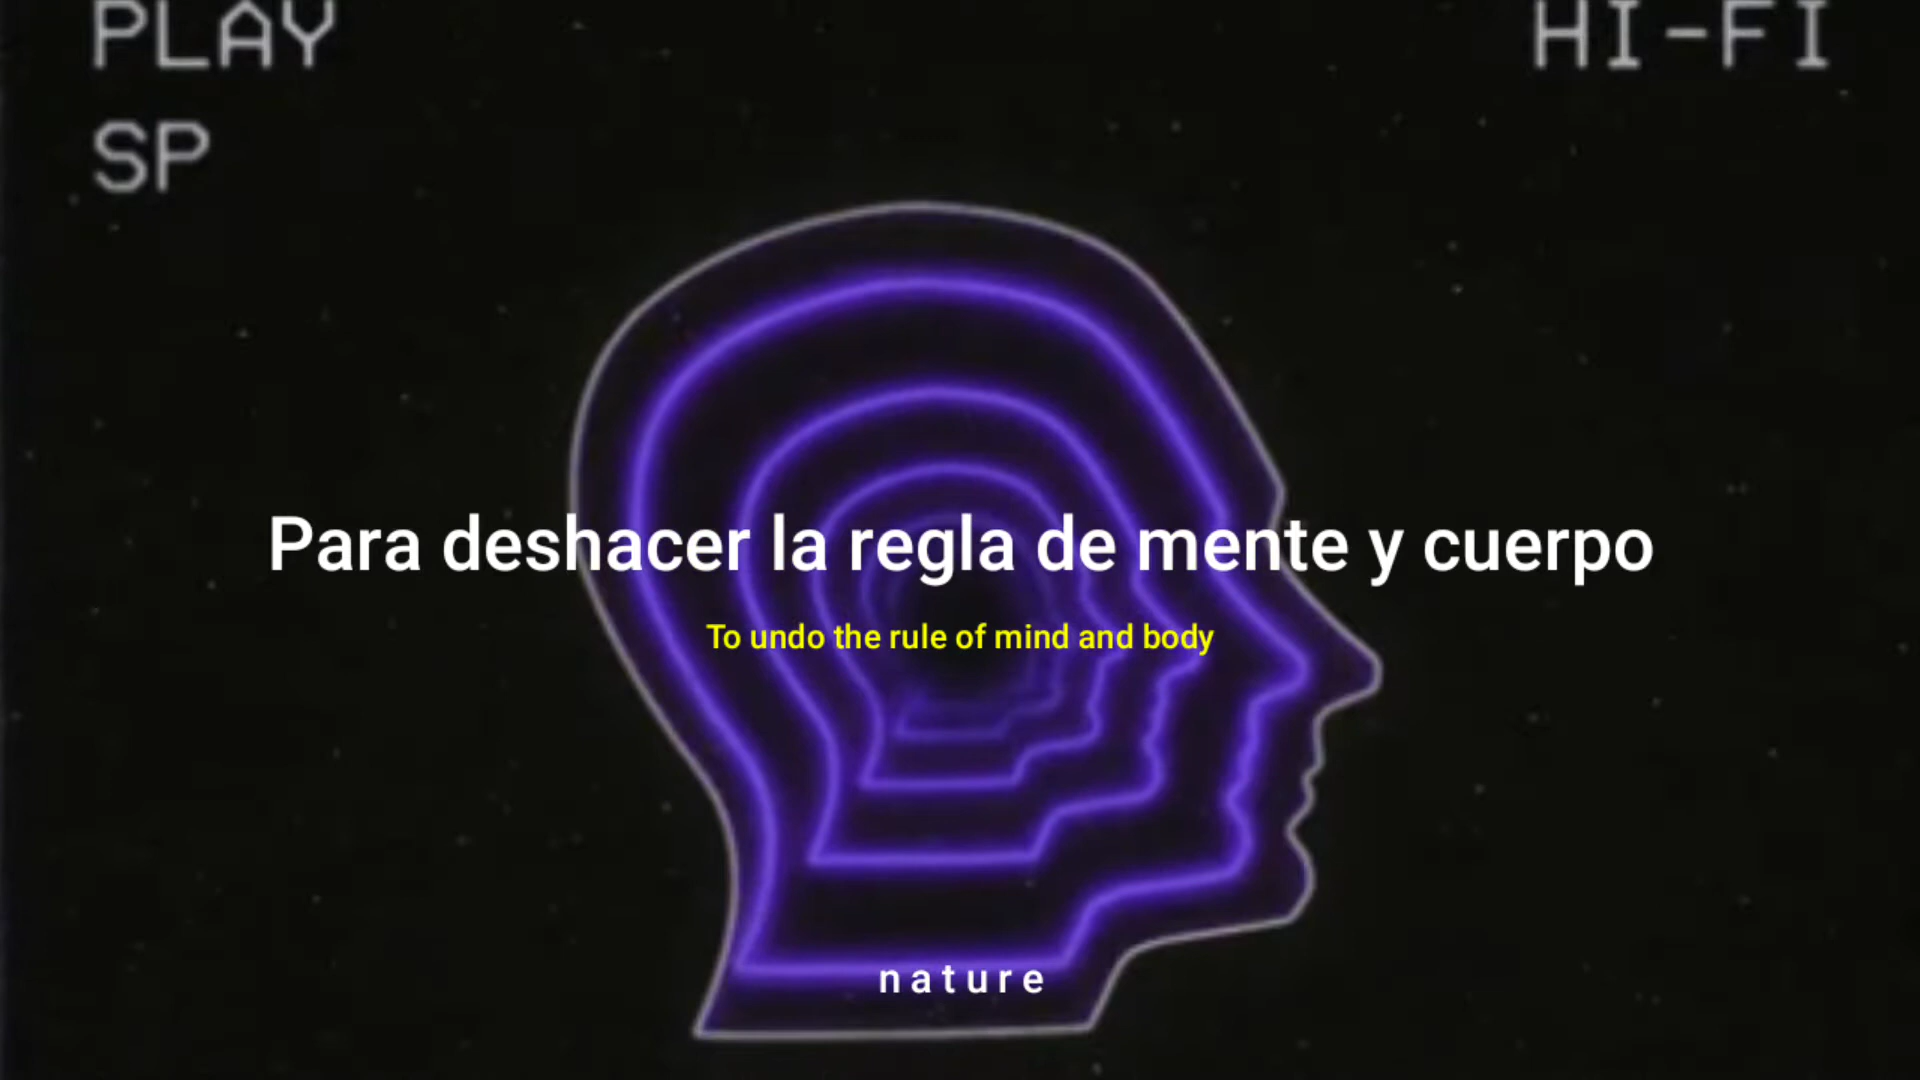 PLAY
HI-FI
SP
Para deshacer la regla de mente y cuerpo
To undo the rule of mind and body
nature